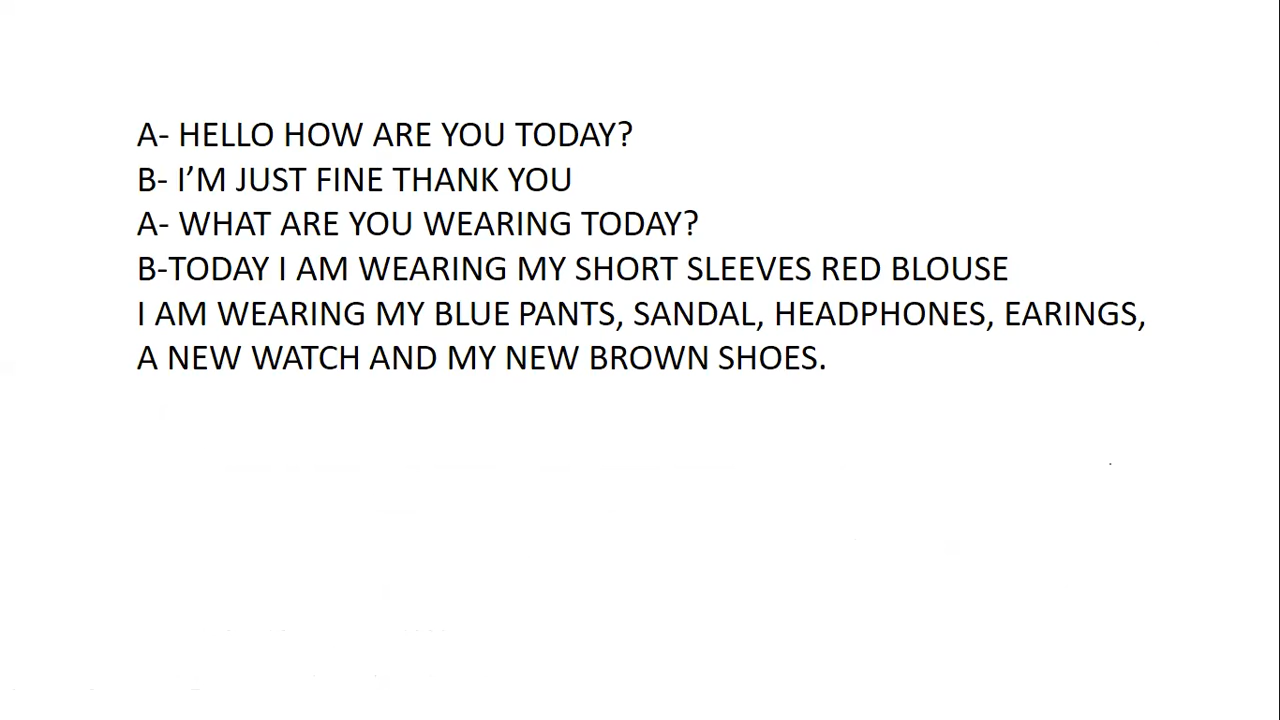 A- HELLO HOW ARE YOU TODAY?
B- I’M JUST FINE THANK YOU
A- WHAT ARE YOU WEARING TODAY?
B-TODAY I AM WEARING MY SHORT SLEEVES RED BLOUSE
I AM WEARING MY BLUE PANTS, SANDAL, HEADPHONES, EARINGS,
A NEW WATCH AND MY NEW BROWN SHOES.